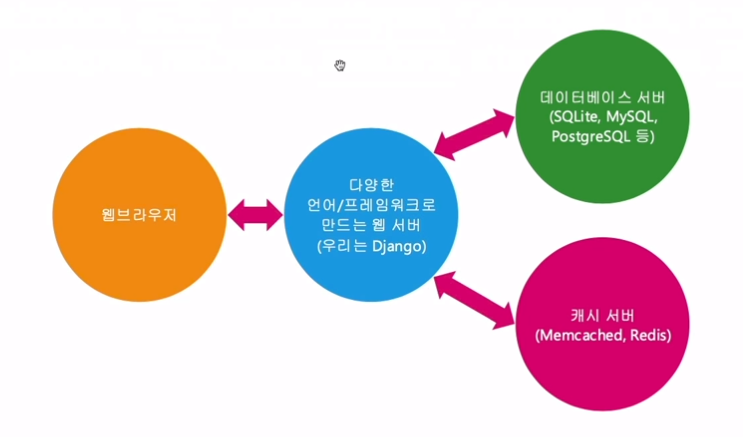 웹브라우저
다양한
언어/프레임워크로
만드는 웹 서버
(우리는 Django)
데이터베이스 서버
(SQLite, MySQL,
PostgreSQL 등)
캐시 서버
(Memcached, Redis)